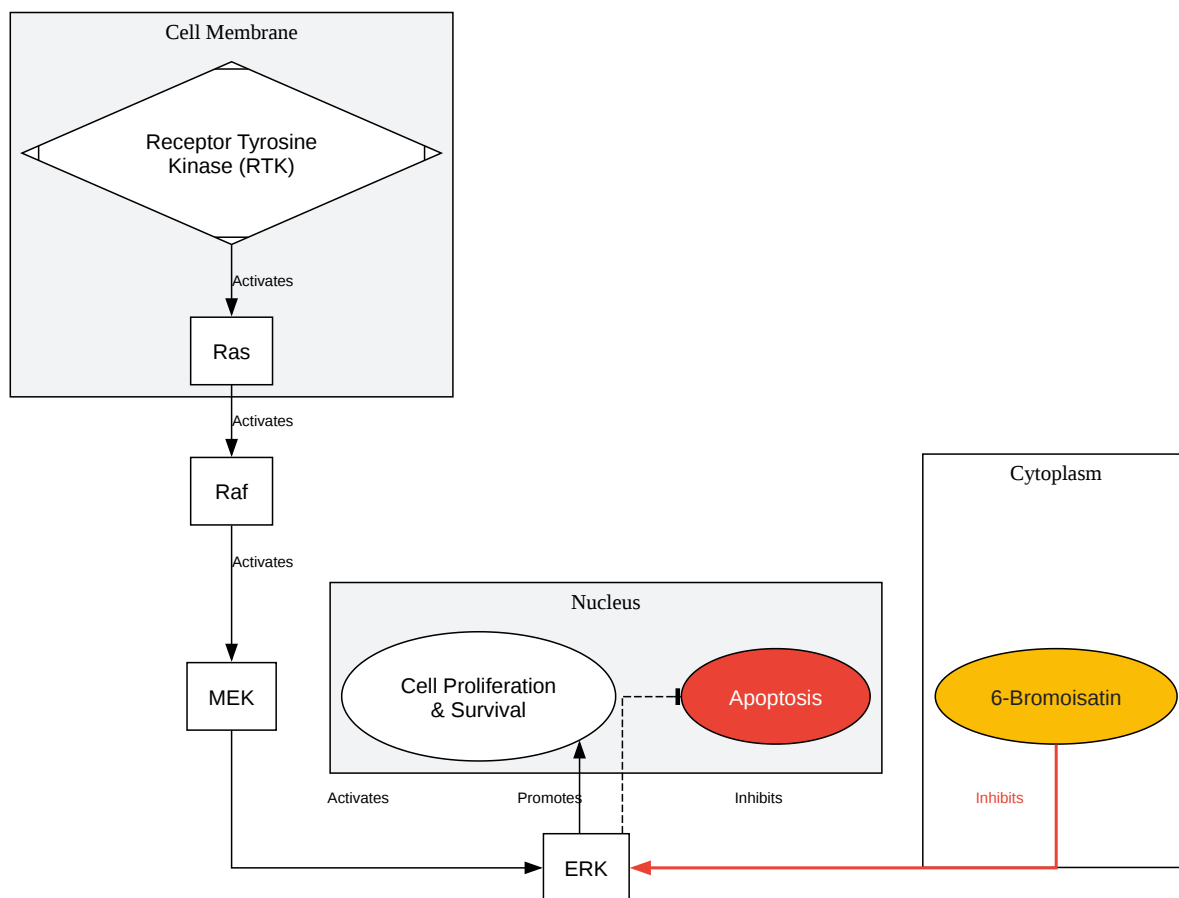 Cell Membrane
Receptor Tyrosine
Kinase (RTK)
Activates
Ras
Activates
Raf
Activates
Cytoplasm
Nucleus
MEK
Cell Proliferation
& Survival
Apoptosis
6-Bromoisatin
Activates
Promotes
Inhibits
Inhibits
ERK